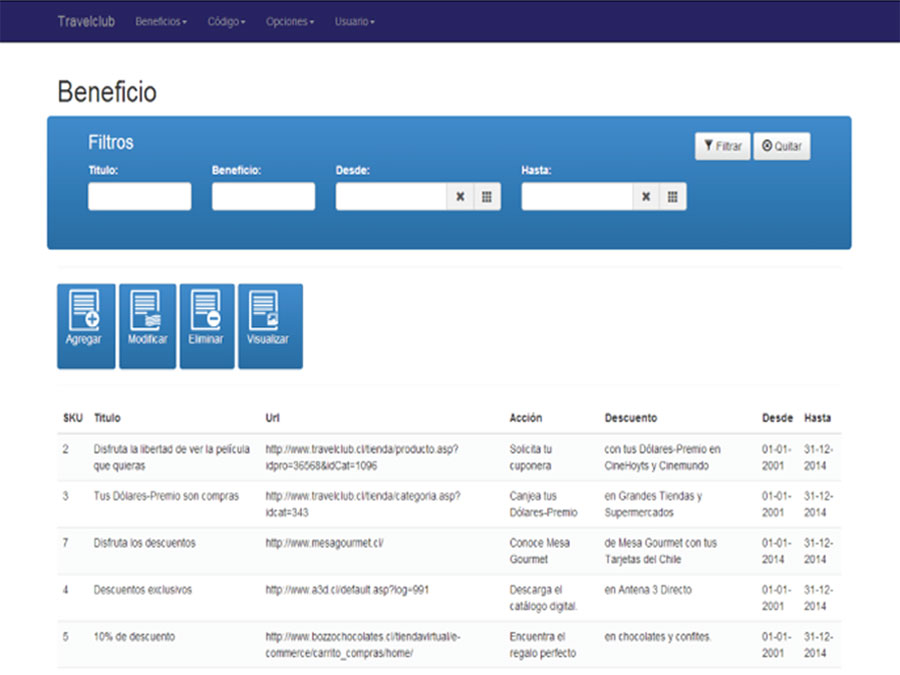 Travelclub Beneficios Código Opciones Usuario
Beneficio
Filtros Filtrar Quitar
Titulo: Beneficio: Desde: Hasta:
Agregar Modificar Eliminar Visualizar
SKU Titulo Url Acción Descuento Desde Hasta
2 Disfruta la libertad de ver la película http://www.travelclub.cl/tienda/producto.asp? Solicita tu con tus Dólares-Premio en 01-01- 31-12-
que quieras idpro=36568&idCat=1096 cuponera CineHoyts y Cinemundo 2001 2014
3 Tus Dólares-Premio son compras http://www.travelclub.cl/tienda/categoria.asp? Canjea tus en Grandes Tiendas y 01-01- 31-12-
idcat=343 Dólares-Premio Supermercados 2001 2014
7 Disfruta los descuentos http://www.mesagourmet.cl/ Conoce Mesa de Mesa Gourmet con tus 01-01- 31-12-
Gourmet Tarjetas del Chile 2014 2014
4 Descuentos exclusivos http://www.a3d.cl/default.asp?log=991 Descarga el en Antena 3 Directo 01-01- 31-12-
catálogo digital. 2001 2014
5 10% de descuento http://www.bozzochocolates.cl/tiendavirtual/e- Encuentra el en chocolates y confites. 01-01- 31-12-
commerce/carrito_compras/home/ regalo perfecto 2001 2014